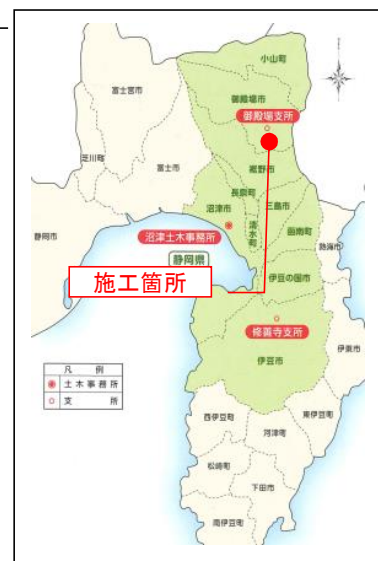 小山町
御殿場市
御殿場支所
富士宮市
芝川町
富士市
裾野市
長泉町
三島市
沼津市
清水町
函南町
静岡市
沼津土木事務所
熱海市
静岡県
施工箇所
伊豆の国市
修善寺支所
伊東市
伊豆市
凡 例
土木事務所
支 所
西伊豆町
東伊豆町
河津町
松崎町
下田市
南伊豆町